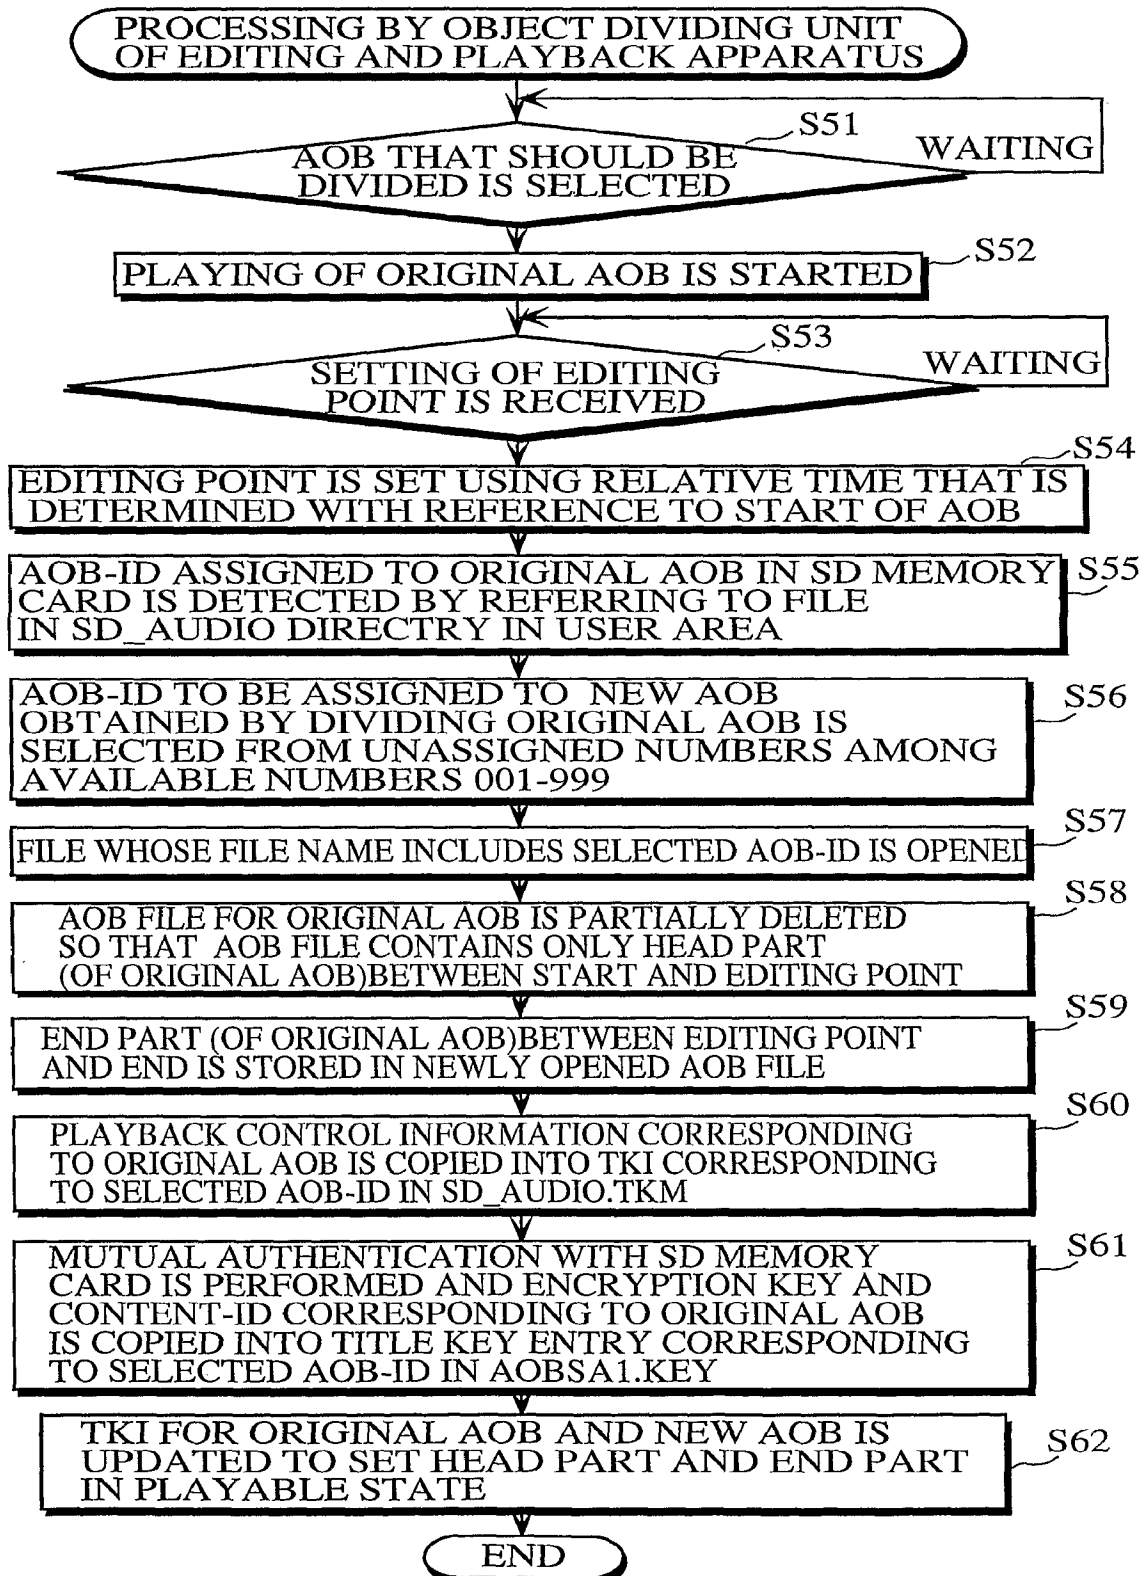 PROCESSING BY OBJECT DIVIDING UNIT
OF EDITING AND PLAYBACK APPARATUS
S51
WAITING
AOB THAT SHOULD BE
DIVIDED IS SELECTED
S52
PLAYING OF ORIGINAL AOB IS STARTED
S53
WAITING
SETTING OF EDITING
POINT IS RECEIVED
S54
EDITING POINT IS SET USING RELATIVE TIME THAT IS
DETERMINED WITH REFERENCE TO START OF AOB
S55
AOB-ID ASSIGNED TO ORIGINAL AOB IN SD MEMORY
CARD IS DETECTED BY REFERRING TO FILE
IN SD_AUDIO DIRECTRY IN USER AREA
S56
AOB-ID TO BE ASSIGNED TO NEW AOB
OBTAINED BY DIVIDING ORIGINAL AOB IS
SELECTED FROM UNASSIGNED NUMBERS AMONG
AVAILABLE NUMBERS 001-999
S57
FILE WHOSE FILE NAME INCLUDES SELECTED AOB-ID IS OPENED
S58
AOB FILE FOR ORIGINAL AOB IS PARTIALLY DELETED
SO THAT AOB FILE CONTAINS ONLY HEAD PART
(OF ORIGINAL AOB)BETWEEN START AND EDITING POINT
S59
END PART (OF ORIGINAL AOB)BETWEEN EDITING POINT
AND END IS STORED IN NEWLY OPENED AOB FILE
S60
PLAYBACK CONTROL INFORMATION CORRESPONDING
TO ORIGINAL AOB IS COPIED INTO TKI CORRESPONDING
TO SELECTED AOB-ID IN SD_AUDIO.TKM
S61
MUTUAL AUTHENTICATION WITH SD MEMORY
CARD IS PERFORMED AND ENCRYPTION KEY AND
CONTENT-ID CORRESPONDING TO ORIGINAL AOB
IS COPIED INTO TITLE KEY ENTRY CORRESPONDING
TO SELECTED AOB-ID IN AOBSA1.KEY
S62
TKI FOR ORIGINAL AOB AND NEW AOB IS
UPDATED TO SET HEAD PART AND END PART
IN PLAYABLE STATE
END